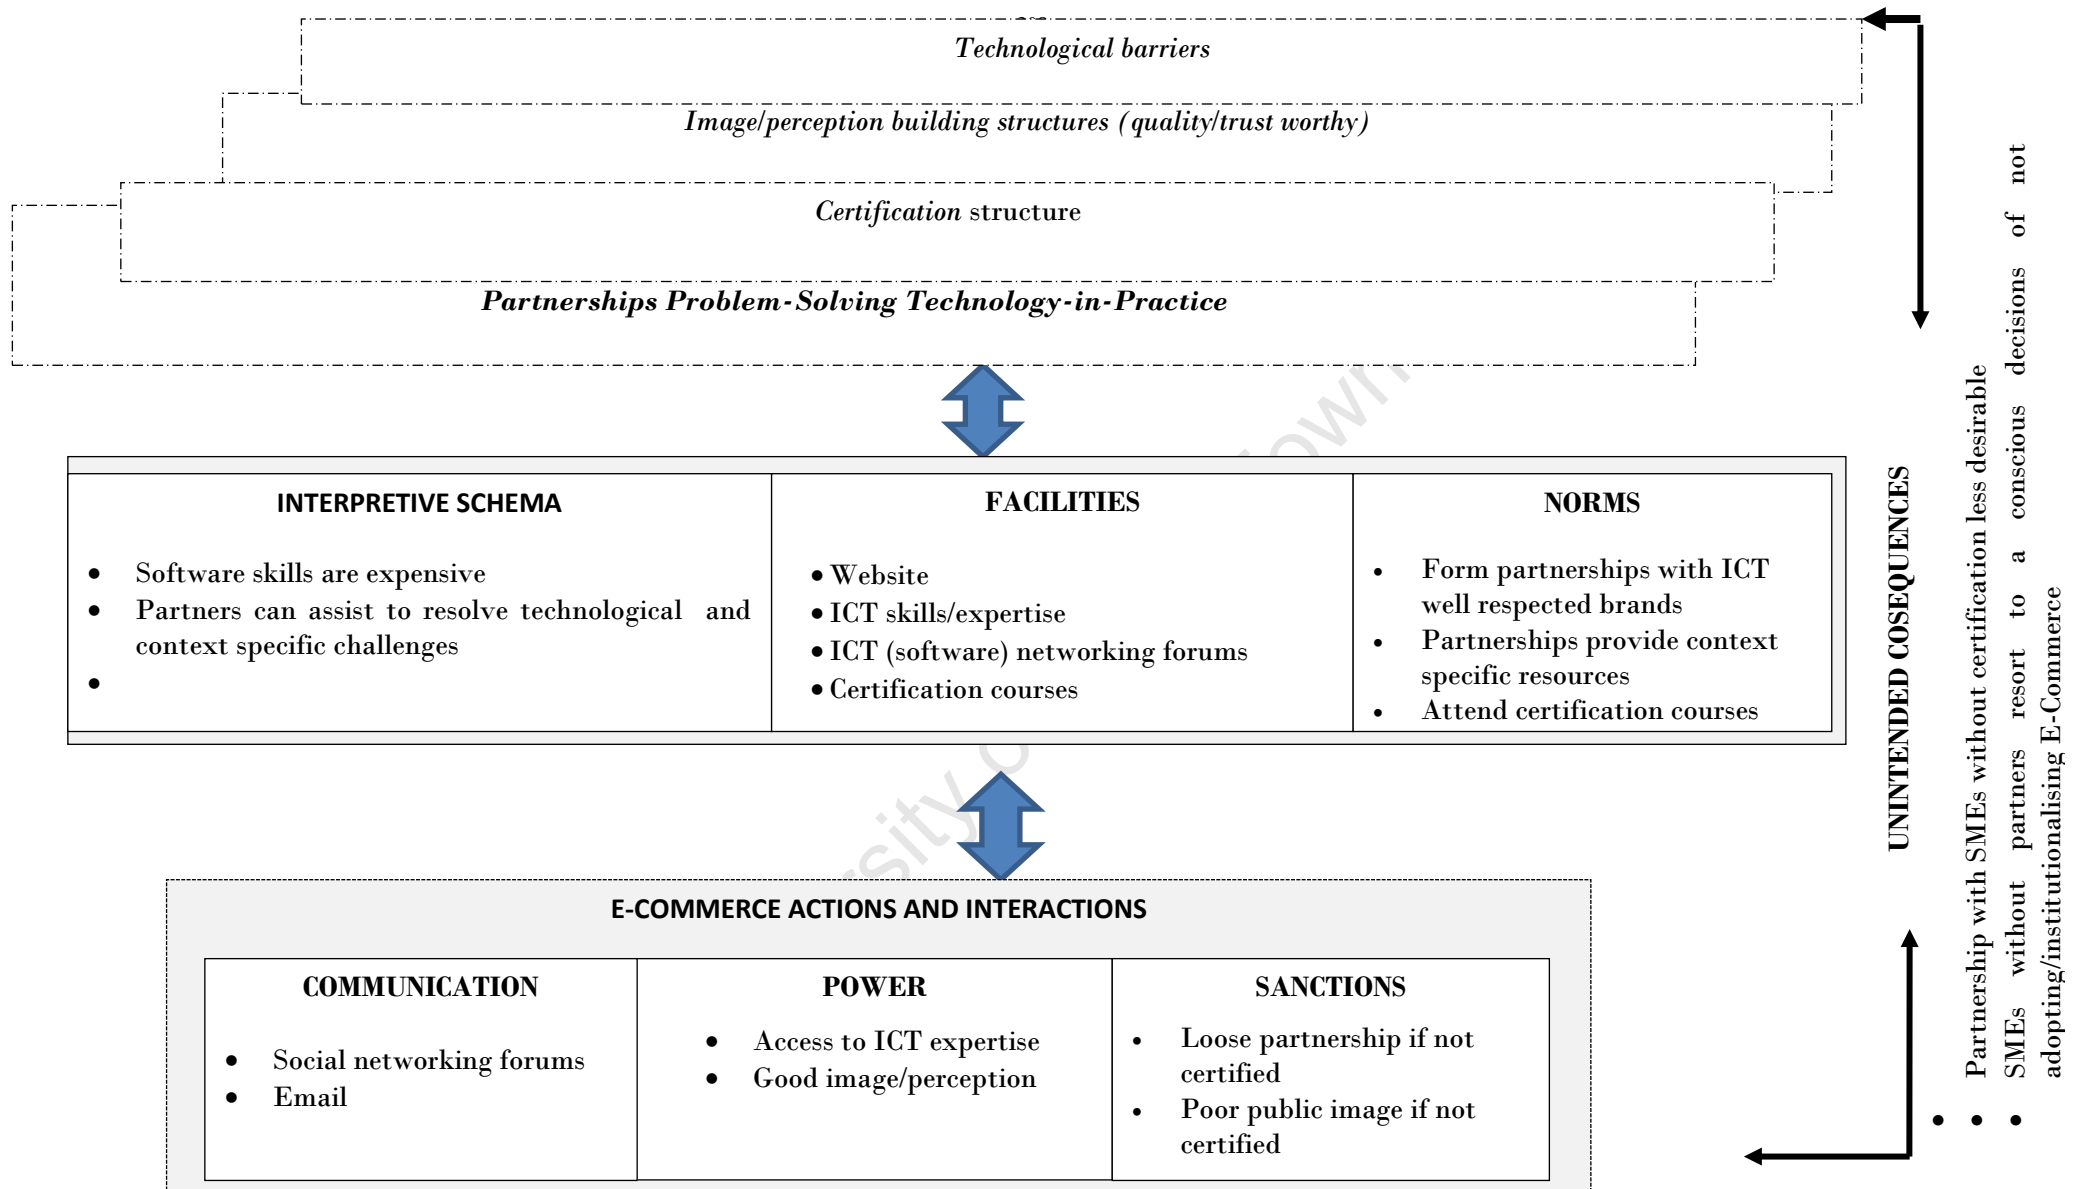 Technological barriers
Image/perception building structures (quality/trust worthy)
Certification structure
Partnerships Problem-Solving Technology-in-Practice
INTERPRETIVE SCHEMA
• Software skills are expensive
• Partners can assist to resolve technological and
context specific challenges
•
FACILITIES
• Website
• ICT skills/expertise
• ICT (software) networking forums
• Certification courses
NORMS
• Form partnerships with ICT
well respected brands
• Partnerships provide context
specific resources
• Attend certification courses
E-COMMERCE ACTIONS AND INTERACTIONS
COMMUNICATION
• Social networking forums
• Email
POWER
• Access to ICT expertise
• Good image/perception
SANCTIONS
• Loose partnership if not
certified
• Poor public image if not
certified
UNINTENDED COSEQUENCES
•
• Partnership with SMEs without certification less desirable
• SMEs without partners resort to a conscious decisions of not
adopting/institutionalising E-Commerce